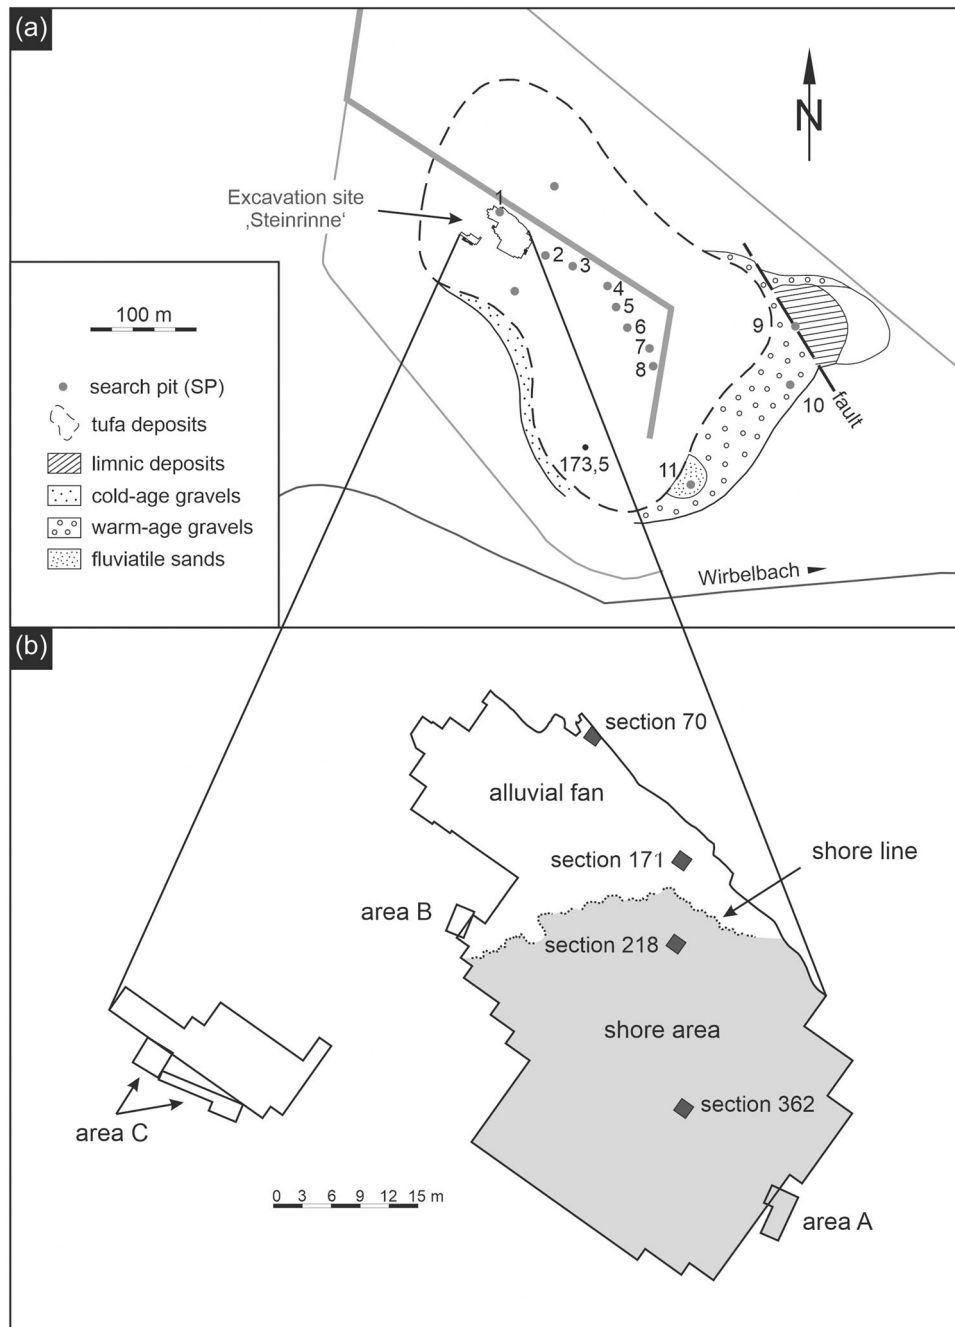 (a)
N
Excavation site
‚Steinrinne‘
1
2
3
4
5
6
7
8
9
10
fault
11
173,5
Wirbelbach
100 m
search pit (SP)
tufa deposits
limnic deposits
cold-age gravels
warm-age gravels
fluviatile sands
(b)
section 70
alluvial fan
section 171
shore line
area B
section 218
shore area
section 362
area C
area A
0 3 6 9 12 15 m